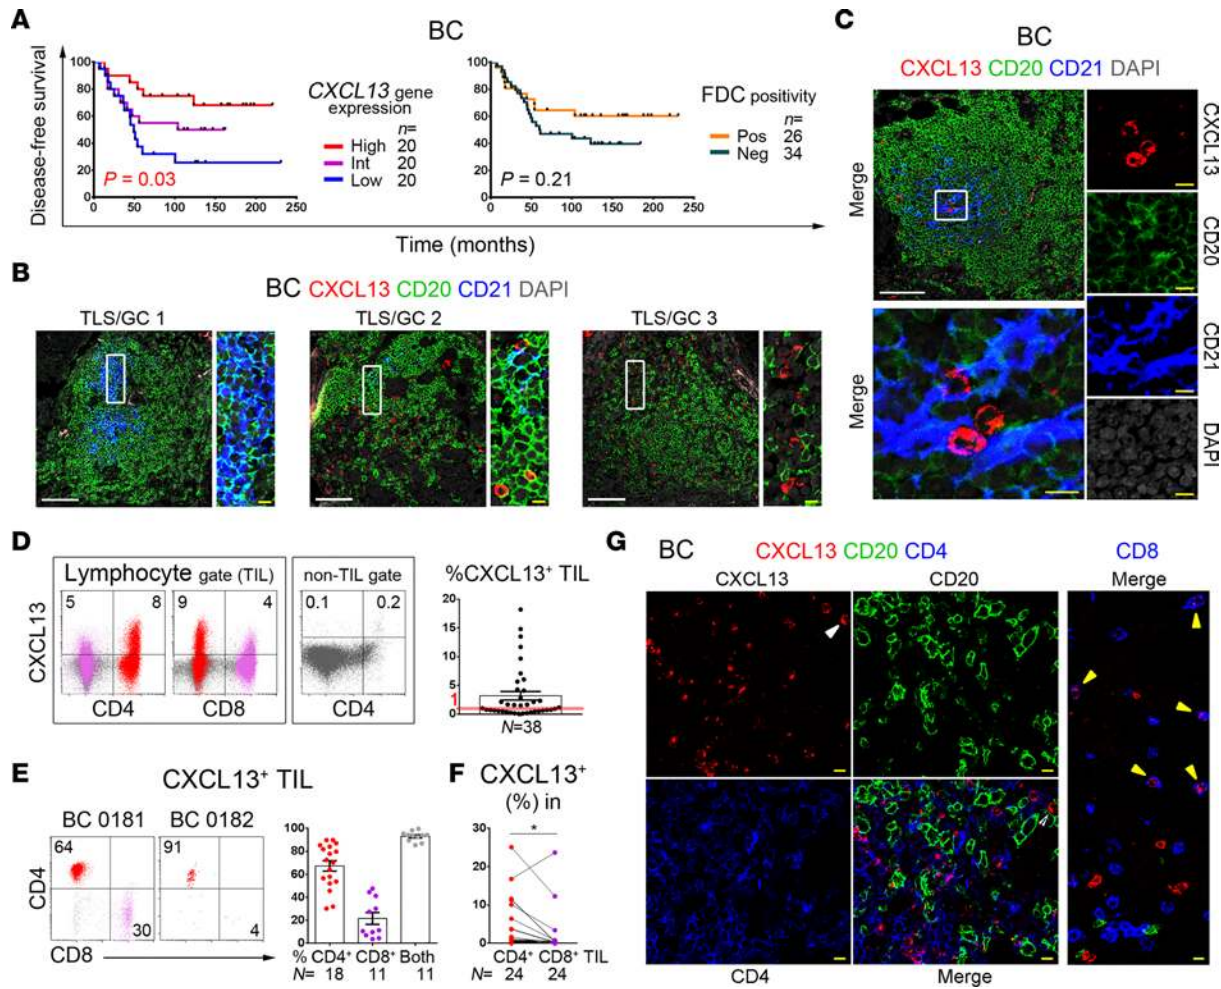 A
BC
Disease-free survival
100
80
60
40
20
0
P = 0.03
0 50 100 150 200 250
CXCL13 gene
expression
n=
High 20
Int 20
Low 20
100
80
60
40
20
0
P = 0.21
0 50 100 150 200 250
FDC positivity
n=
Pos 26
Neg 34
Time (months)
B
BC CXCL13 CD20 CD21 DAPI
TLS/GC 1
TLS/GC 2
TLS/GC 3
C
BC
CXCL13 CD20 CD21 DAPI
Merge
Merge
CXCL13
CD20
CD21
DAPI
D
Lymphocyte gate (TIL)
non-TIL gate
CXCL13
5 8
9 4
0.1 0.2
CD4
CD8
CD4
%CXCL13⁺ TIL
20
15
10
5
1
0
N=38
E
CXCL13⁺ TIL
BC 0181
BC 0182
CD4
64
30
91
4
CD8
100
80
60
40
20
0
% CD4⁺ CD8⁺ Both
N= 18 11 11
F
CXCL13⁺
(%) in
*
30
20
10
0
CD4⁺ CD8⁺ TIL
24 24
G
BC
CXCL13 CD20 CD4
CD8
CXCL13
CD20
Merge
CD4
Merge